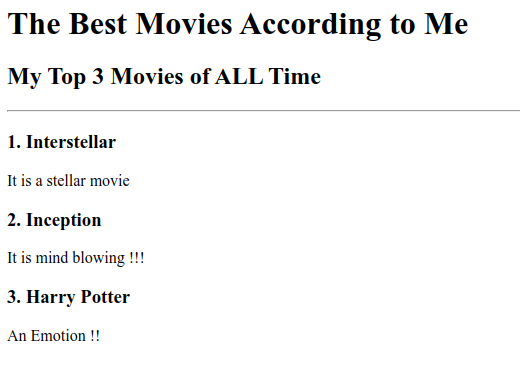 The Best Movies According to Me
My Top 3 Movies of ALL Time
1. Interstellar
It is a stellar movie
2. Inception
It is mind blowing !!!
3. Harry Potter
An Emotion !!